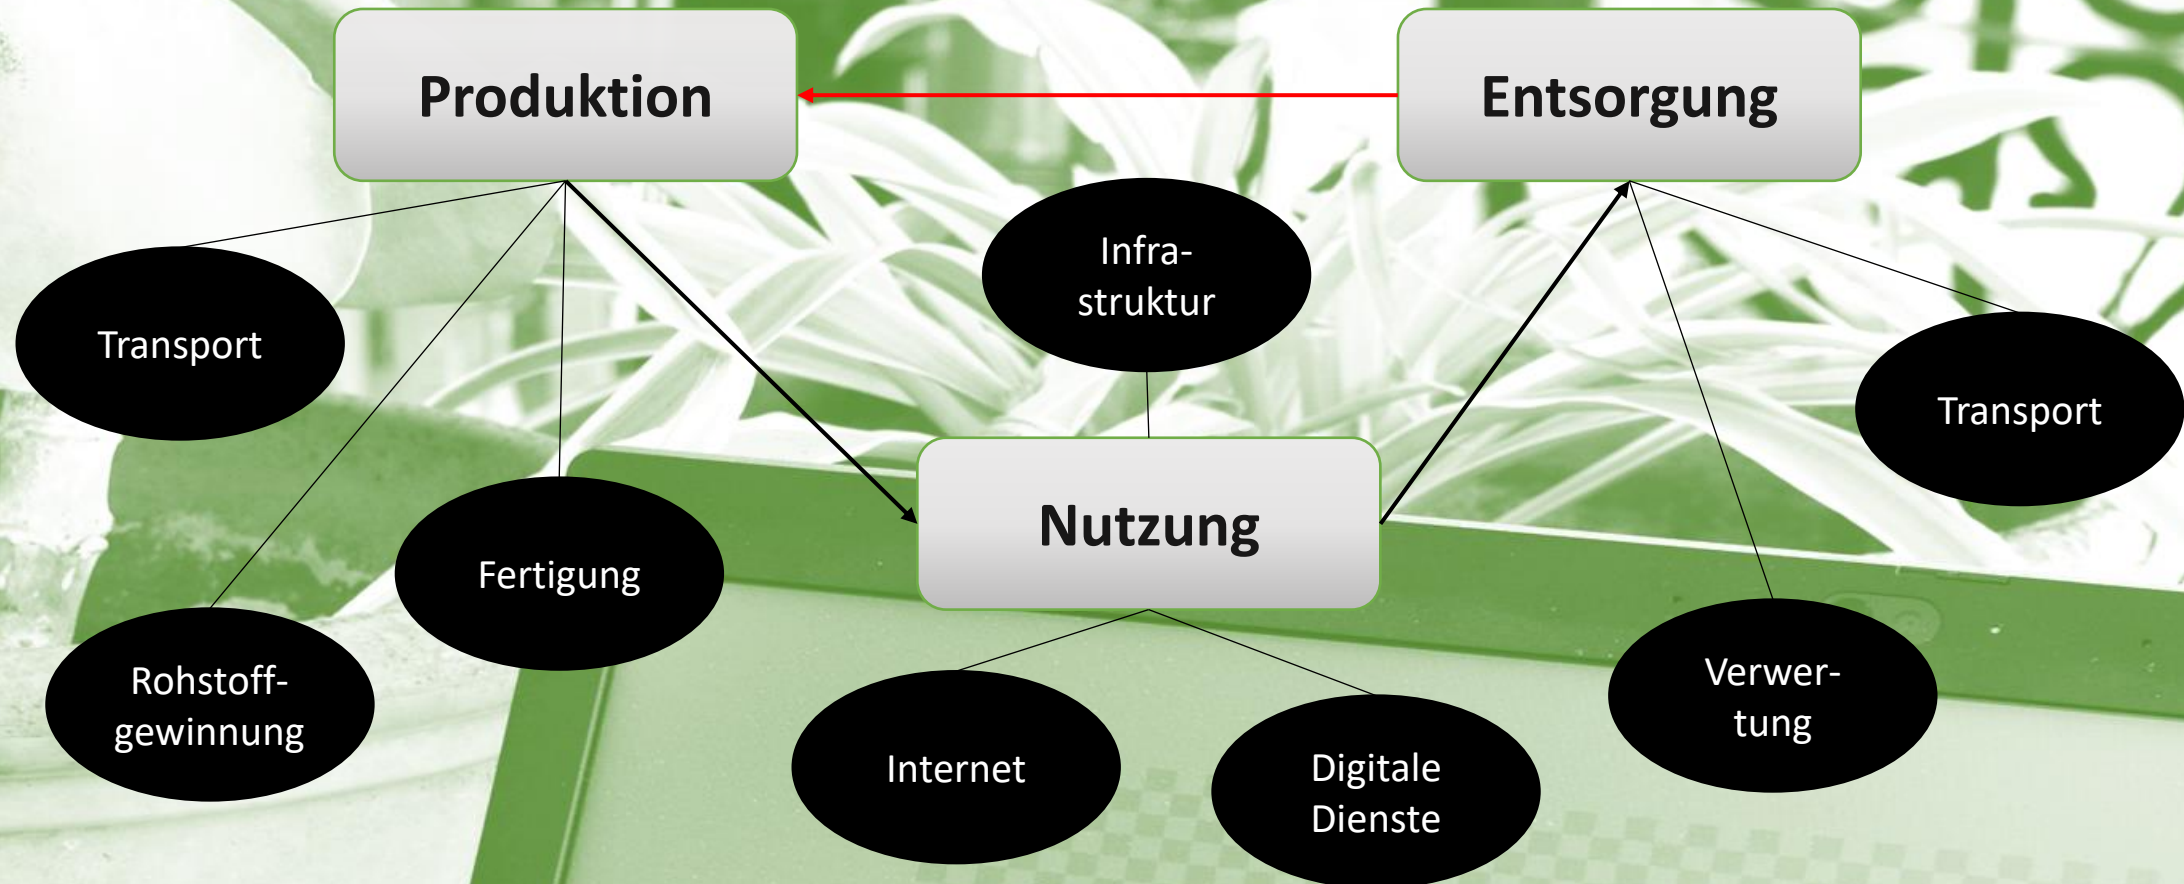 Produktion
Entsorgung
Infra-
struktur
Transport
Transport
Nutzung
Fertigung
Rohstoff-
gewinnung
Verwer-
tung
Internet
Digitale
Dienste